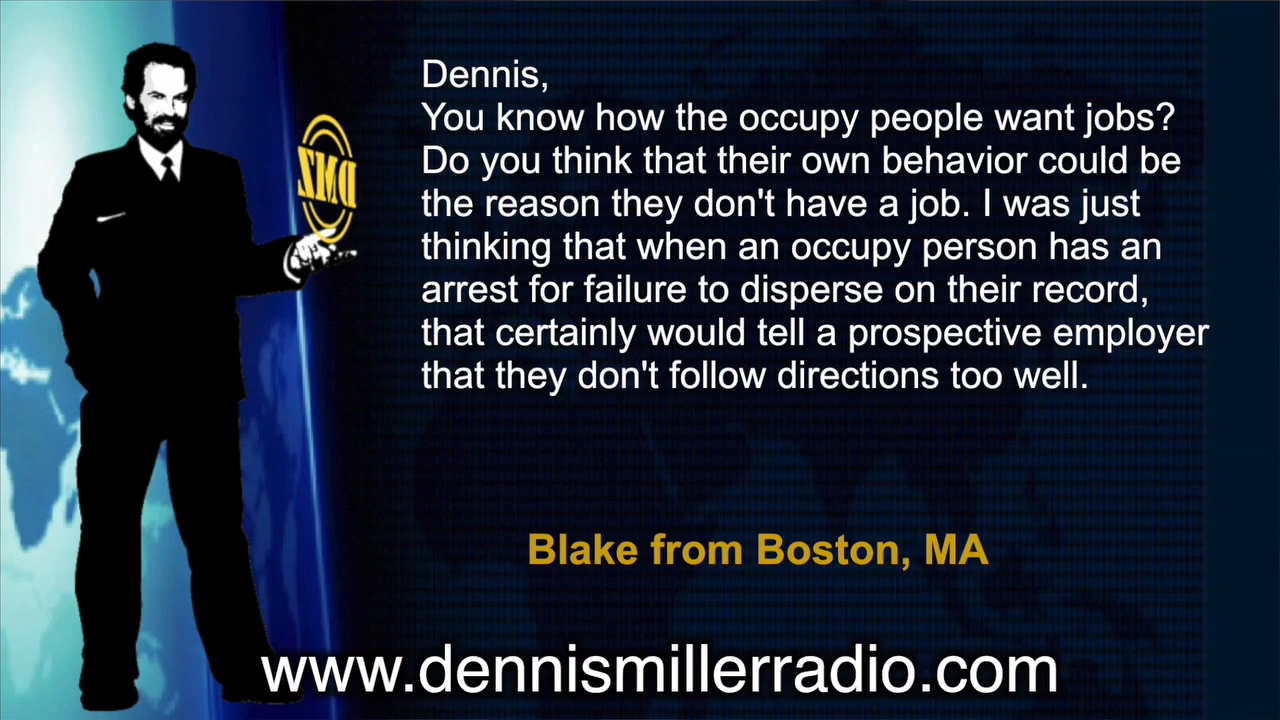 Dennis,
You know how the occupy people want jobs?
Do you think that their own behavior could be
the reason they don't have a job. I was just
thinking that when an occupy person has an
arrest for failure to disperse on their record,
that certainly would tell a prospective employer
that they don't follow directions too well.
DMZ
Blake from Boston, MA
www.dennismillerradio.com